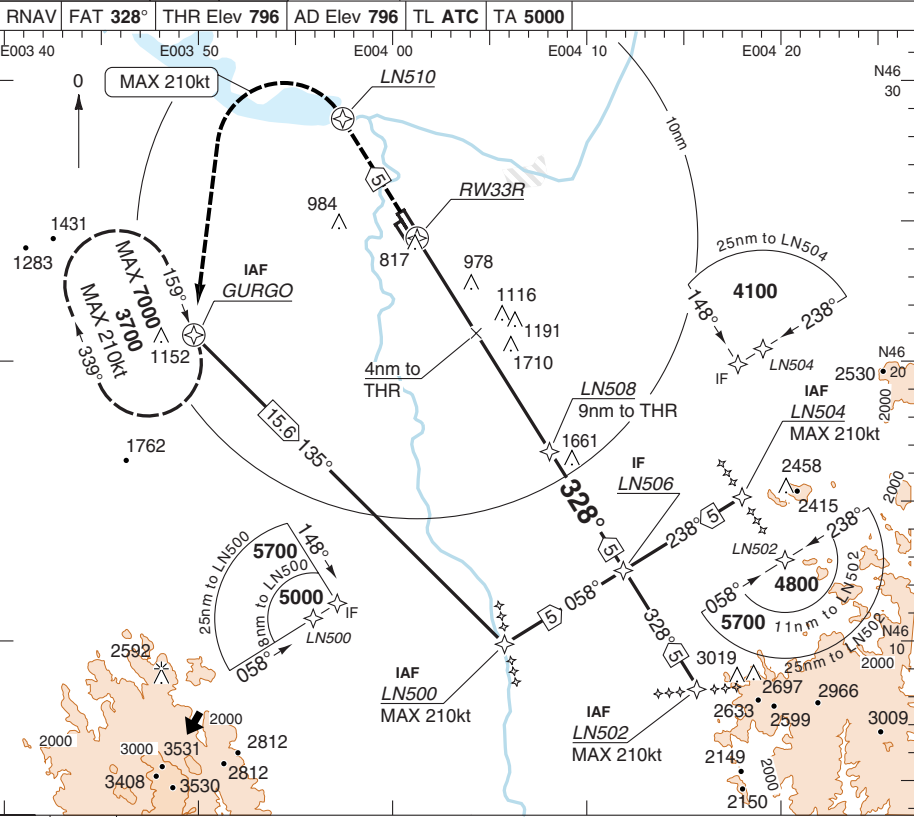 RNAV FAT 328° THR Elev 796 AD Elev 796 TL ATC TA 5000
E003 40 E003 50 E004 00 E004 10 E004 20
N46
30
0
MAX 210kt
LN510
10nm
5
RW33R
984
817
978
1116
1191
1710
1431
1283
MAX 7000
3700
MAX 210kt
159°
339°
1152
IAF
GURGO
25nm to LN504
4100
148°
238°
IF
LN504
N46
20
2530
2000
4nm to
THR
LN508
9nm to THR
1661
IAF
LN504
MAX 210kt
15.6
135°
1762
328°
IF
LN506
5
238°
5
2458
2415
2000
LN502
238°
058°
4800
11nm to LN502
5700
25nm to LN502
N46
10
2000
25nm to LN500
5700
148°
8nm to LN500
5000
IF
LN500
058°
5
058°
328°
5
IAF
LN500
MAX 210kt
IAF
LN502
MAX 210kt
3019
2697
2633
2599
2966
3009
2149
2150
2000
2592
2000
2000
3000
3531
3408
3530
2812
2812